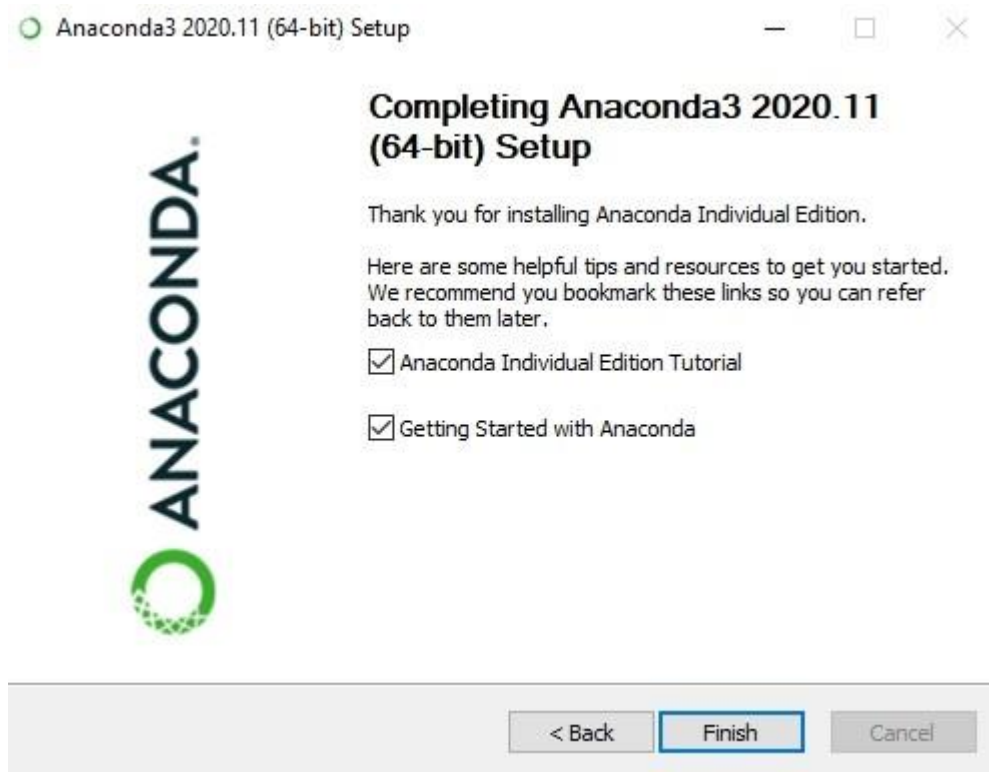 Anaconda3 2020.11 (64-bit) Setup
Completing Anaconda3 2020.11
(64-bit) Setup
Thank you for installing Anaconda Individual Edition.
Here are some helpful tips and resources to get you started.
We recommend you bookmark these links so you can refer
back to them later.
Anaconda Individual Edition Tutorial
Getting Started with Anaconda
ANACONDA.
< Back
Finish
Cancel